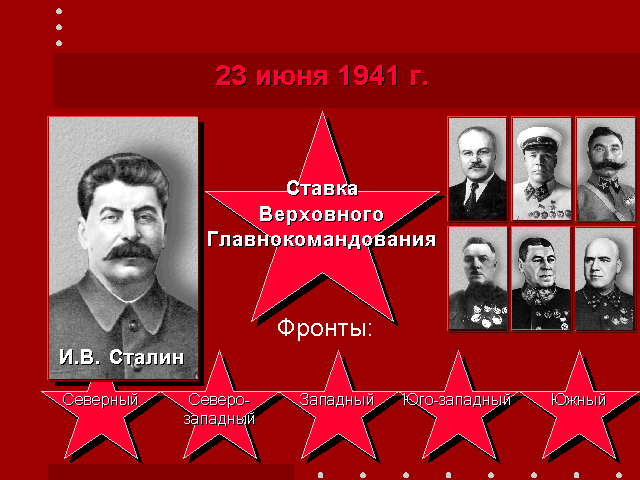 23 июня 1941 г.
Ставка
Верховного
Главнокомандования
И.В. Сталин
Фронты:
Северный
Северо-
западный
Западный
Юго-западный
Южный